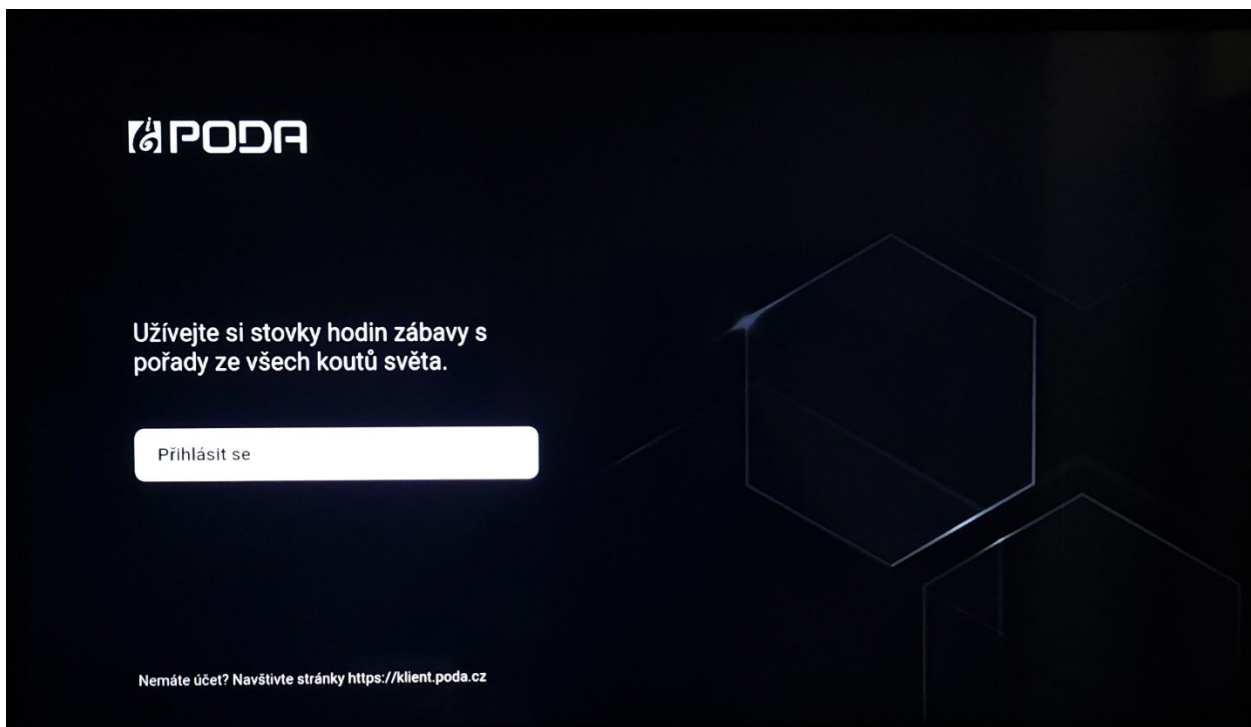 PODA
Užívejte si stovky hodin zábavy s
pořady ze všech koutů světa.
Přihlásit se
Nemáte účet? Navštivte stránky https://klient.poda.cz